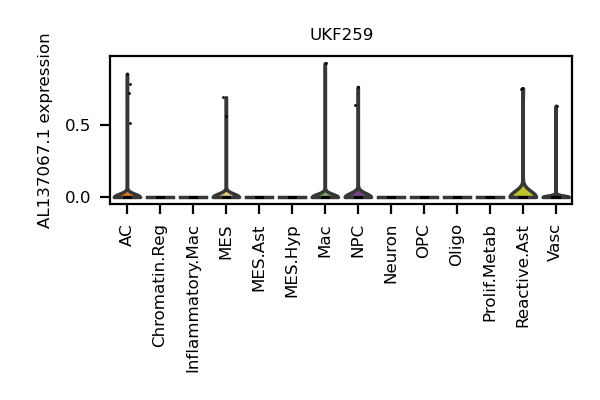 UKF259
AL137067.1 expression
0.5
0.0
AC
Chromatin.Reg
Inflammatory.Mac
MES
MES.Ast
MES.Hyp
Mac
NPC
Neuron
OPC
Oligo
Prolif.Metab
Reactive.Ast
Vasc